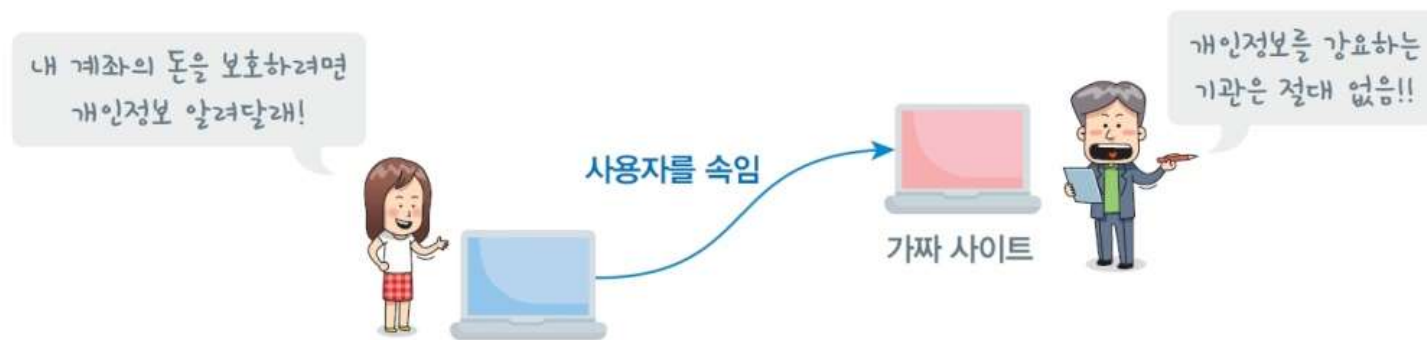 내 계좌의 돈을 보호하려면
개인정보 알려달래!
사용자를 속임
가짜 사이트
개인정보를 강요하는
기관은 절대 없음!!